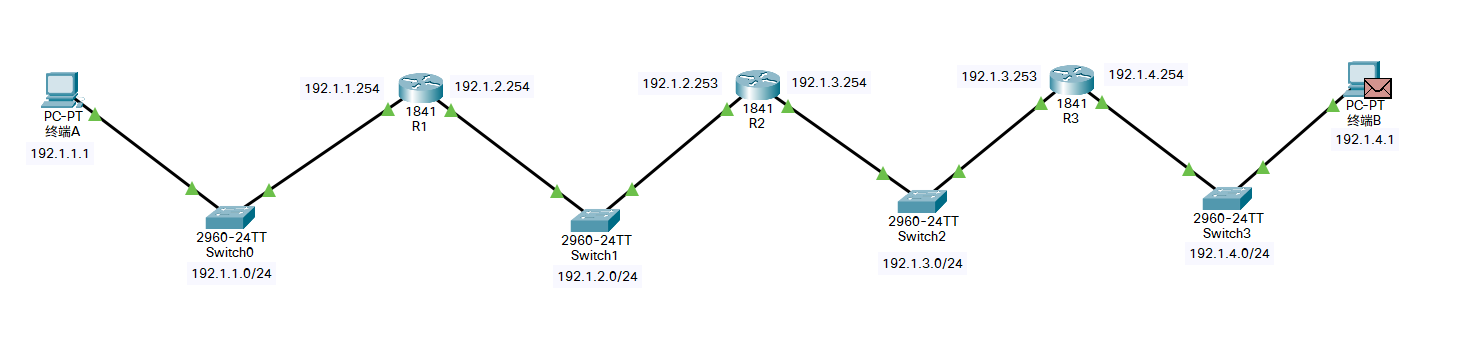 PC-PT
终端A
192.1.1.1
2960-24TT
Switch0
192.1.1.0/24
192.1.1.254
1841
R1
192.1.2.254
2960-24TT
Switch1
192.1.2.0/24
192.1.2.253
1841
R2
192.1.3.254
2960-24TT
Switch2
192.1.3.0/24
192.1.3.253
1841
R3
192.1.4.254
2960-24TT
Switch3
192.1.4.0/24
PC-PT
终端B
192.1.4.1